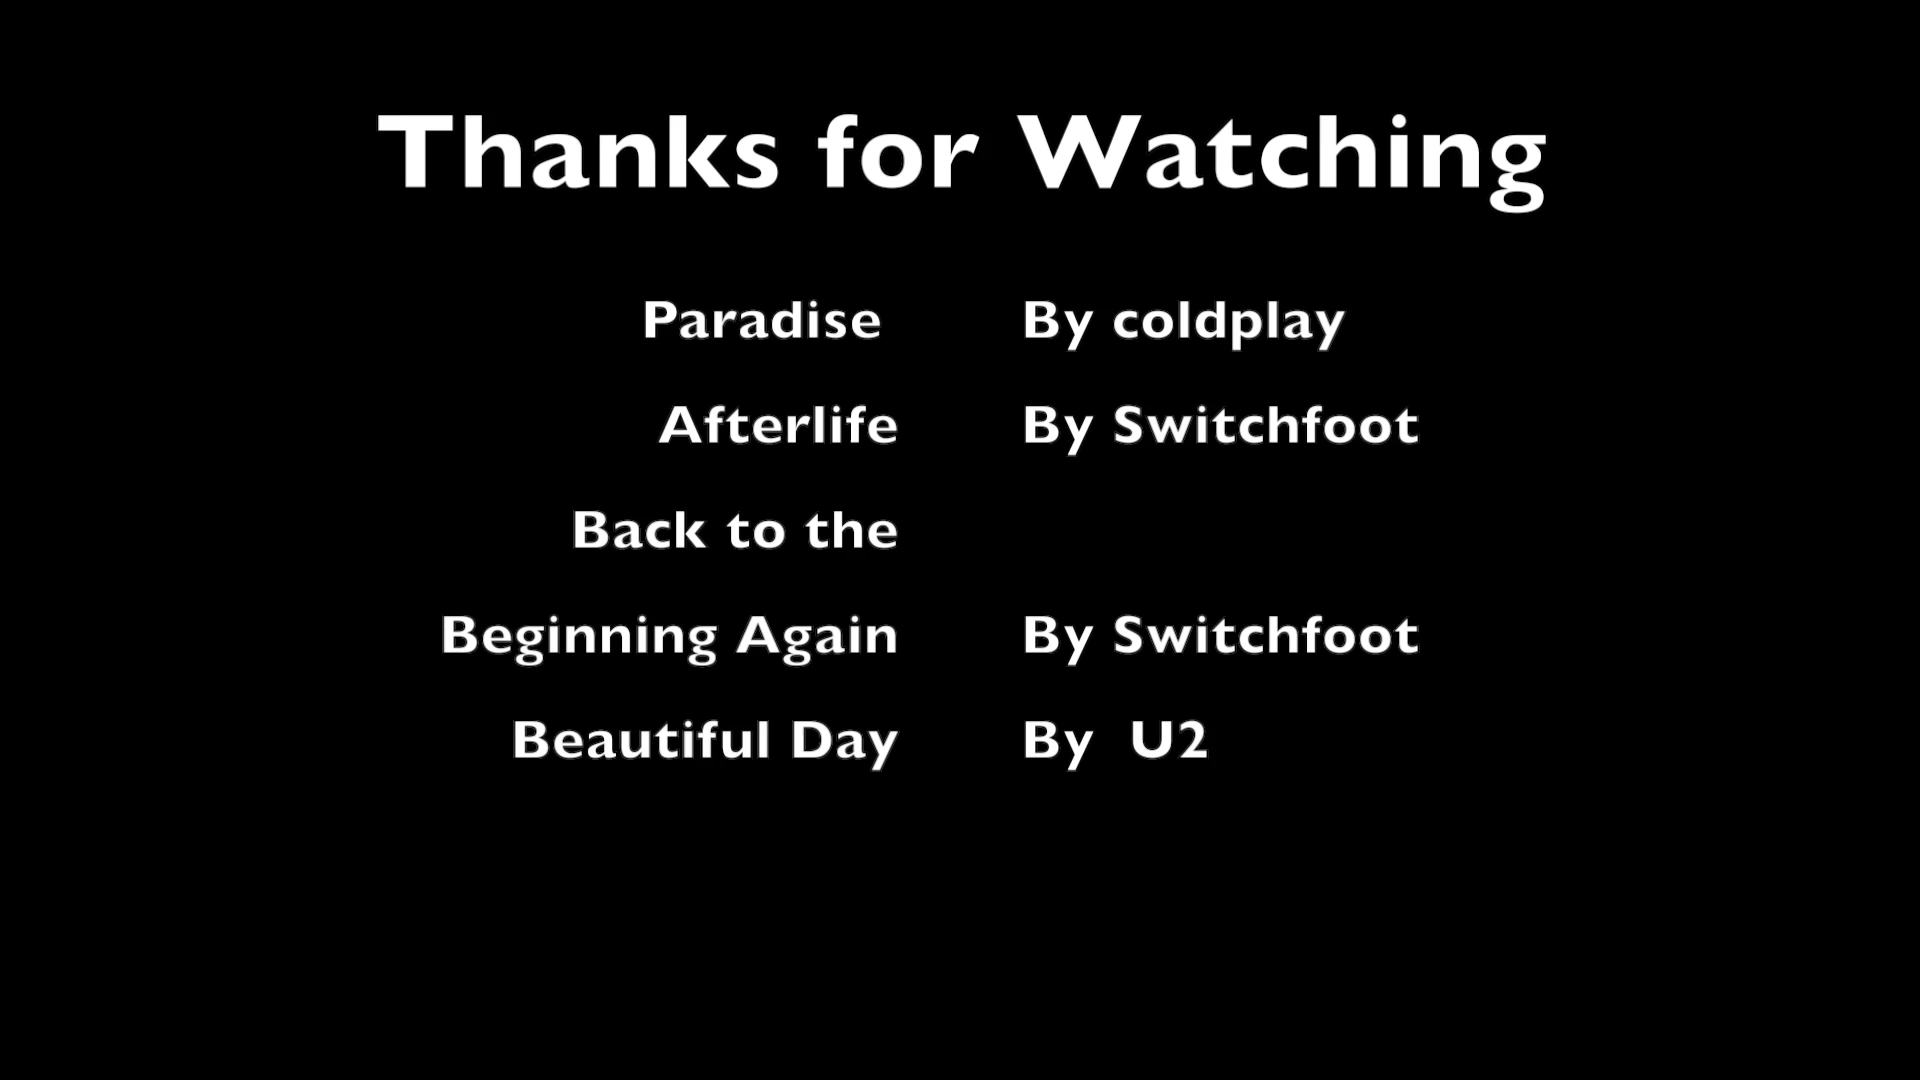 Thanks for Watching
Paradise By coldplay
Afterlife By Switchfoot
Back to the
Beginning Again By Switchfoot
Beautiful Day By U2